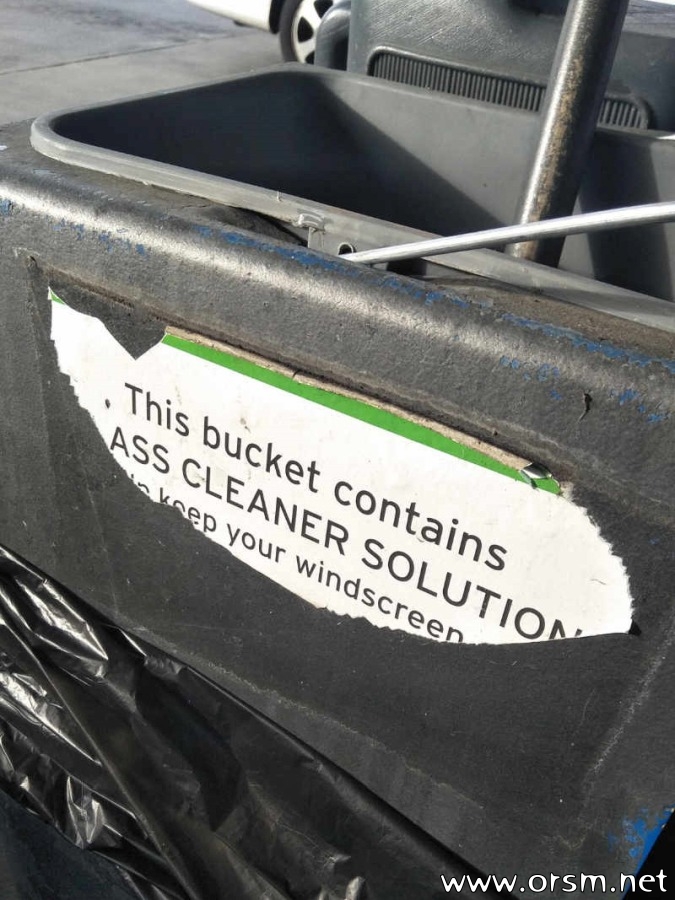 This bucket contains
ASS CLEANER SOLUTION
keep your windscreen
www.orsm.net